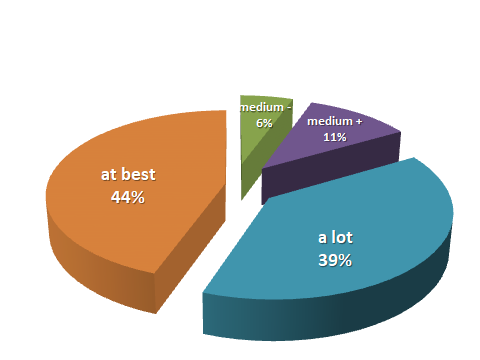 medium -
6%
medium +
11%
at best
44%
a lot
39%